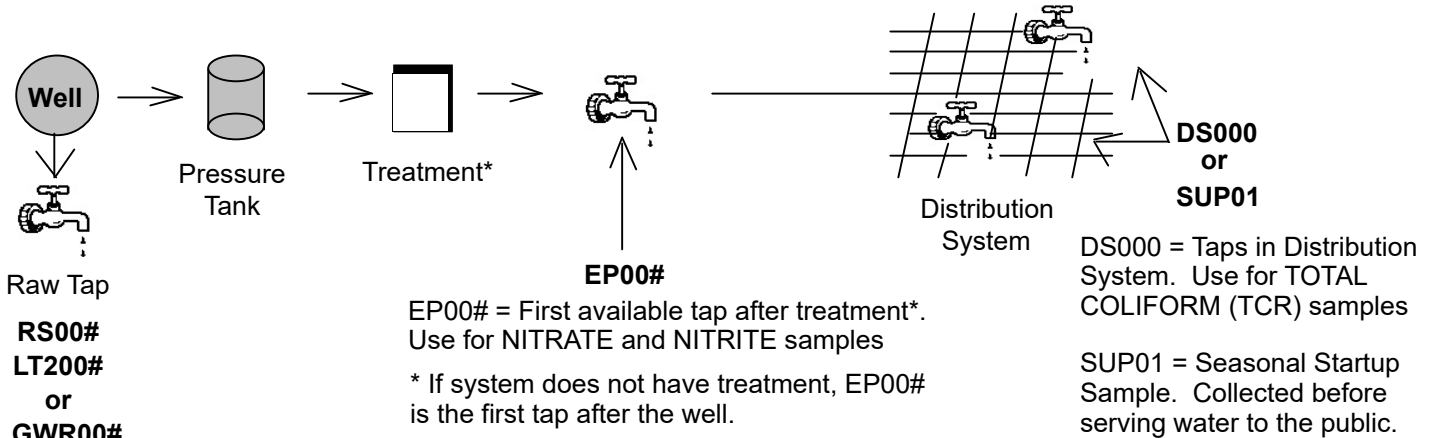 Well
Pressure
Tank
Treatment*
Raw Tap
RS00#
LT200#
or
GWR00#
EP00#
EP00# = First available tap after treatment*.
Use for NITRATE and NITRITE samples
* If system does not have treatment, EP00#
is the first tap after the well.
Distribution
System
DS000
or
SUP01
DS000 = Taps in Distribution
System. Use for TOTAL
COLIFORM (TCR) samples
SUP01 = Seasonal Startup
Sample. Collected before
serving water to the public.